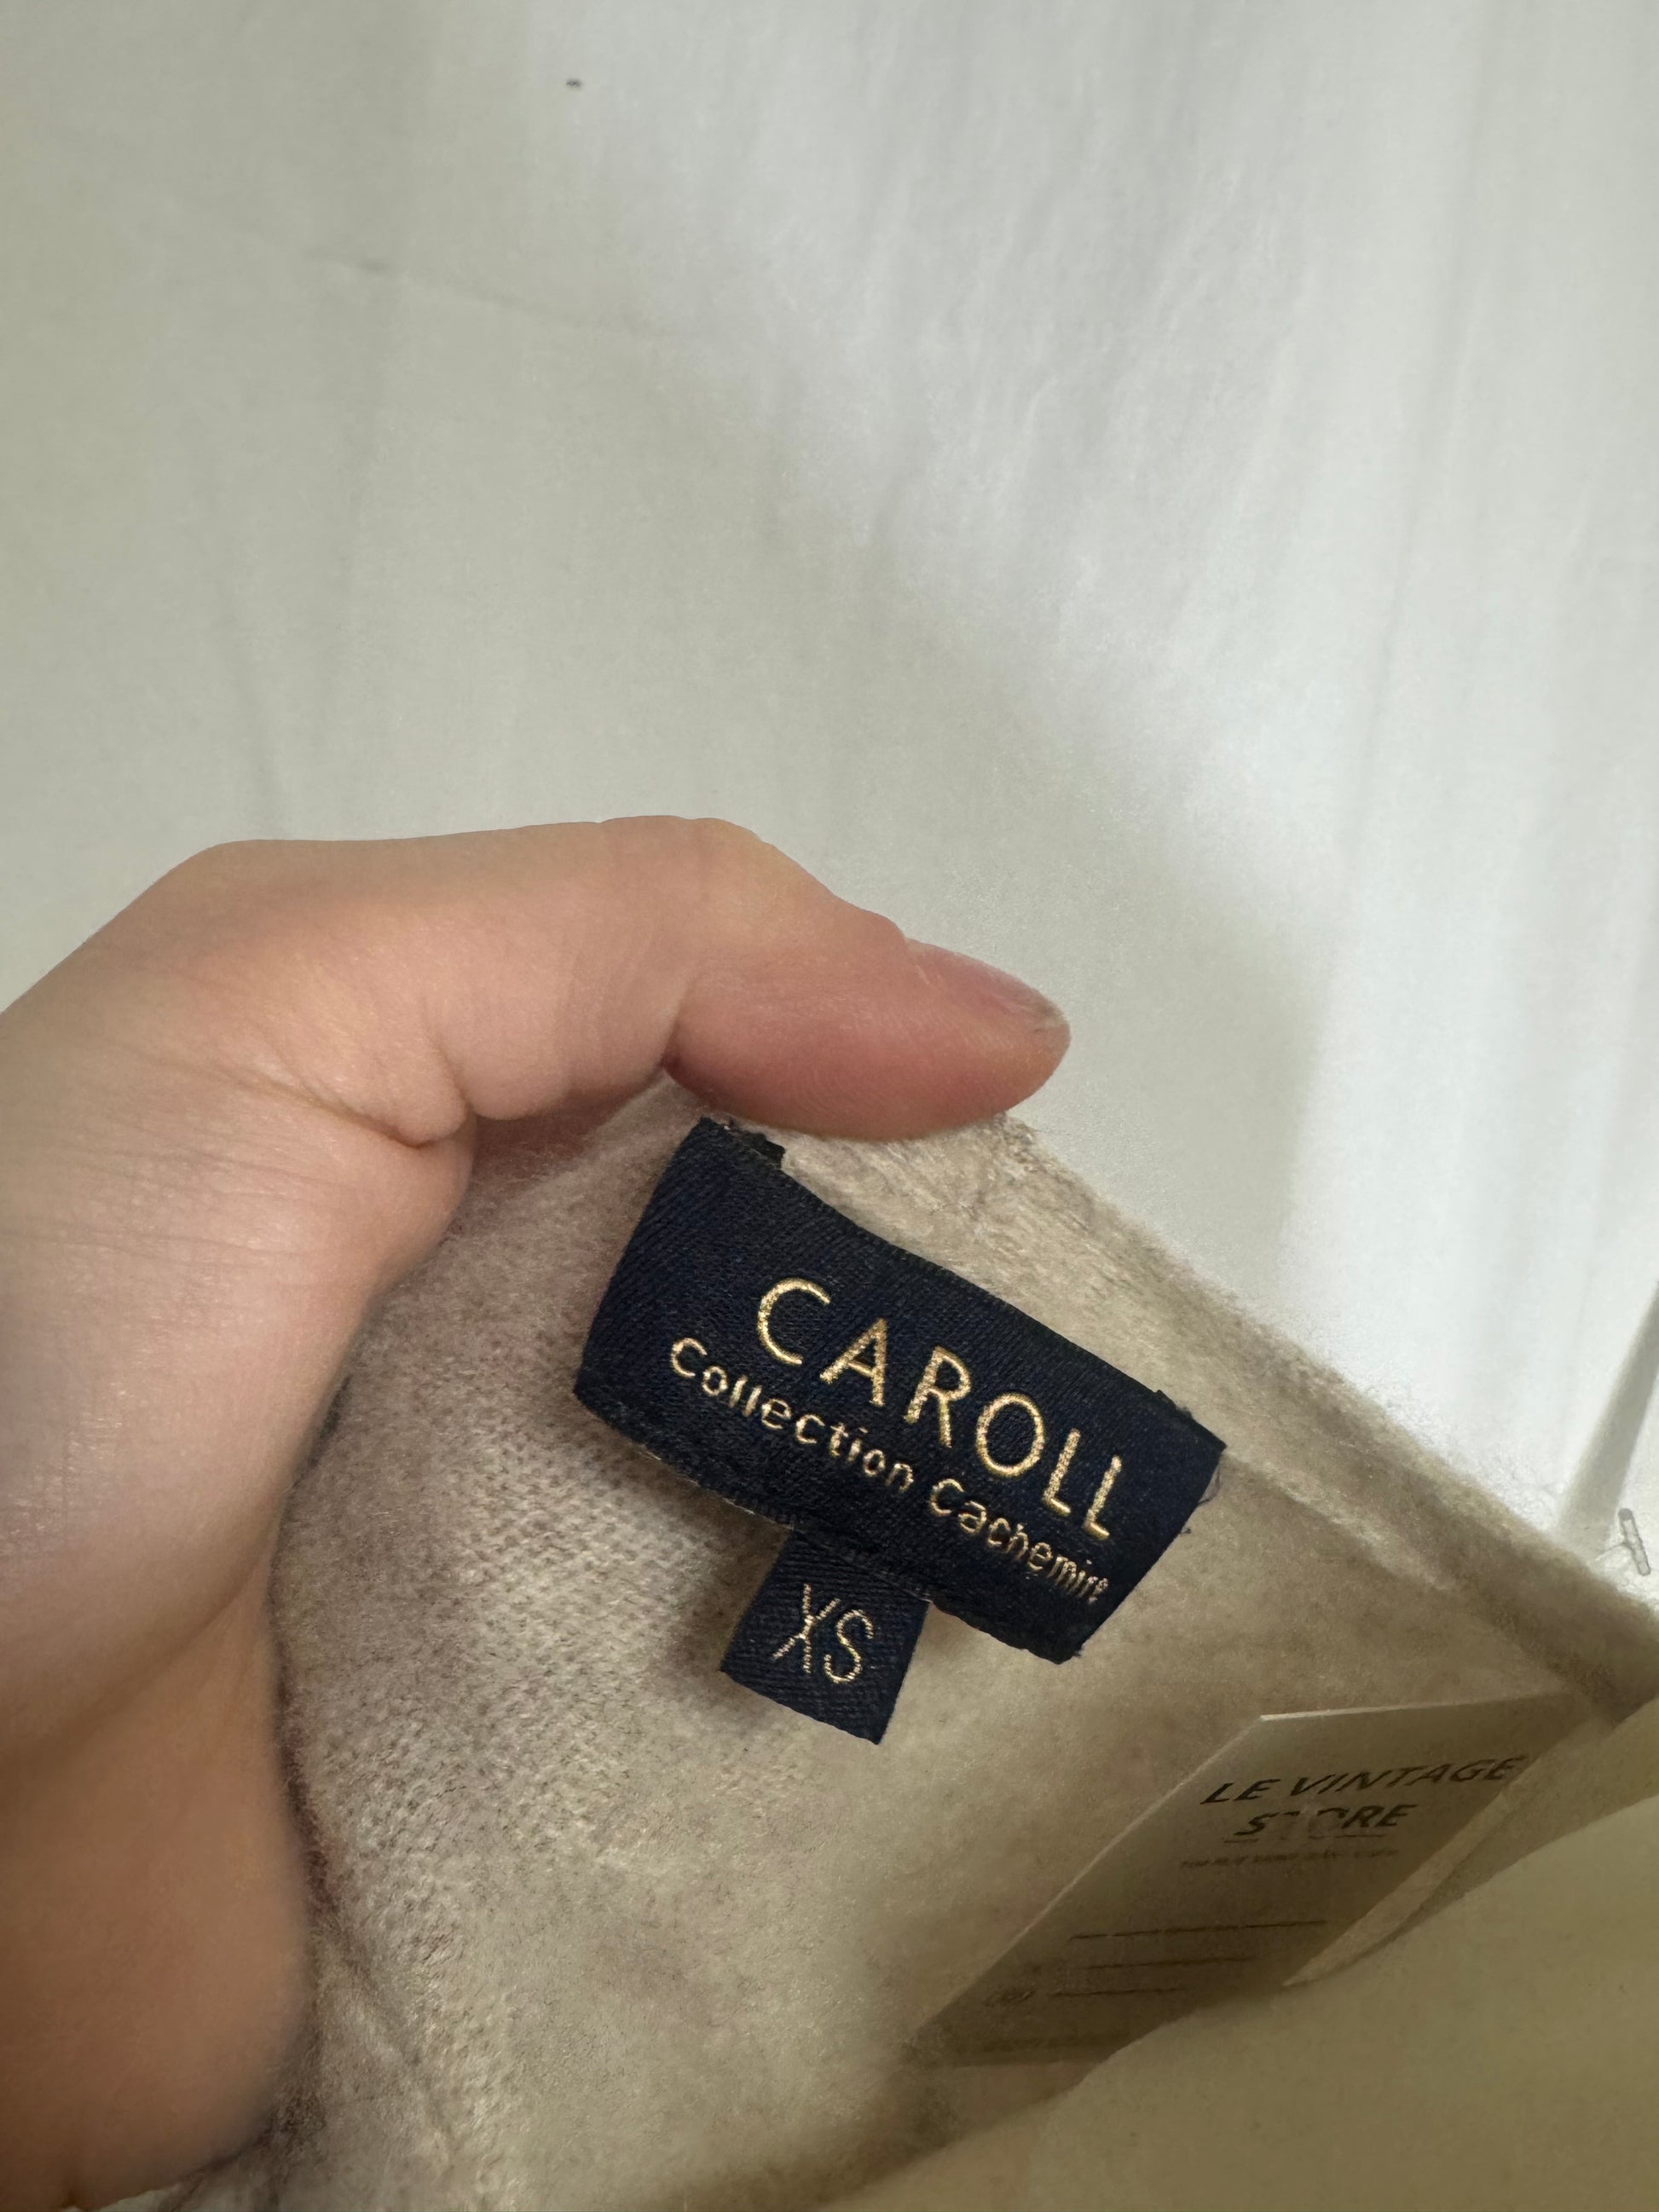 CAROLL
Collection Cachemire
XS
LE VINTAGE
STORE